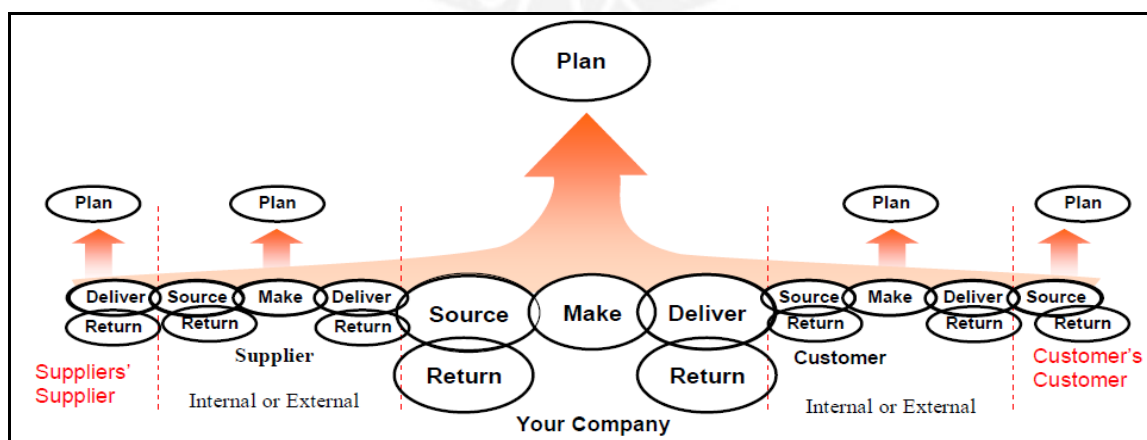 Plan
Plan
Plan
Plan
Plan
Deliver
Source
Make
Deliver
Source
Make
Deliver
Source
Make
Deliver
Source
Return
Return
Return
Return
Return
Return
Return
Return
Suppliers'
Supplier
Supplier
Internal or External
Your Company
Customer
Internal or External
Customer's
Customer